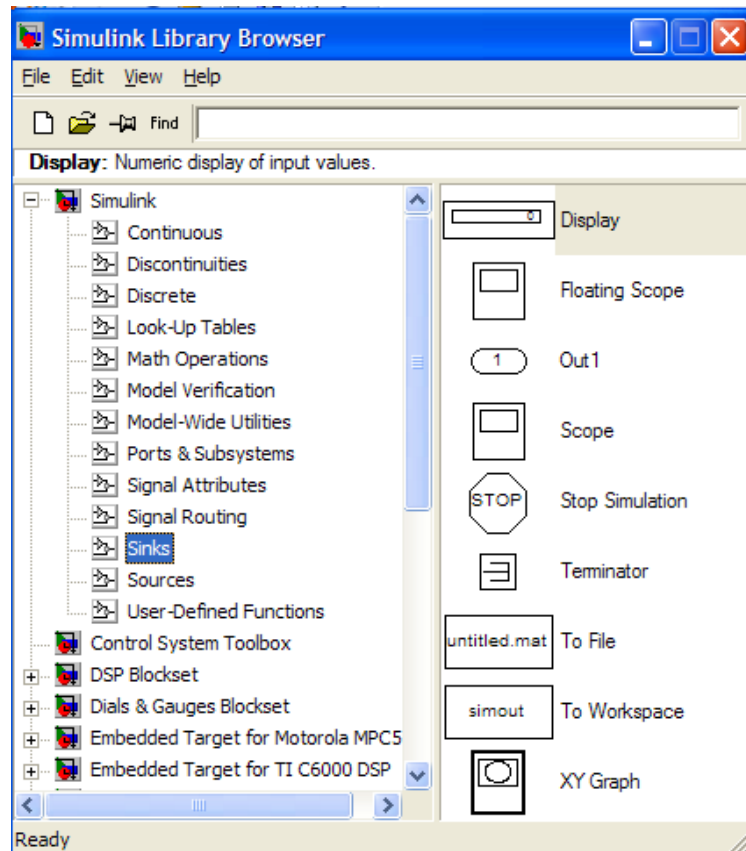 Simulink Library Browser
File Edit View Help
Find
Display: Numeric display of input values.
Simulink
Continuous
Discontinuities
Discrete
Look-Up Tables
Math Operations
Model Verification
Model-Wide Utilities
Ports & Subsystems
Signal Attributes
Signal Routing
Sinks
Sources
User-Defined Functions
Control System Toolbox
DSP Blockset
Dials & Gauges Blockset
Embedded Target for Motorola MPC5
Embedded Target for TI C6000 DSP
0 Display
Floating Scope
1 Out1
Scope
STOP Stop Simulation
Terminator
untitled.mat To File
simout To Workspace
XY Graph
Ready